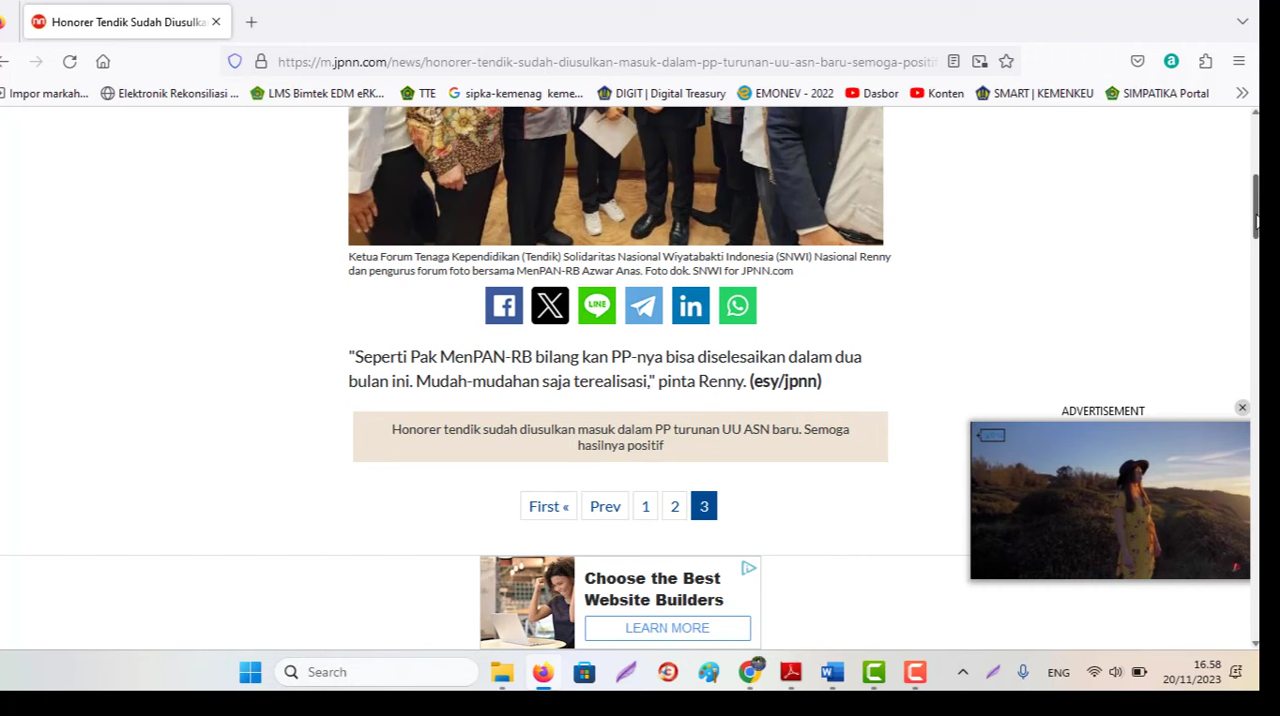 Honorer Tendik Sudah Diusulka
https://m.jpnn.com/news/honorer-tendik-sudah-diusulkan-masuk-dalam-pp-turunan-uu-asn-baru-semoga-positif
Impor markah...
Elektronik Rekonsiliasi ...
LMS Bimtek EDM eRK...
TTE
sipka-kemenag keme...
DIGIT | Digital Treasury
EMONEV - 2022
Dasbor
Konten
SMART | KEMENKEU
SIMPATIKA Portal
Ketua Forum Tenaga Kependidikan (Tendik) Solidaritas Nasional Wiyatabakti Indonesia (SNWI) Nasional Renny
dan pengurus forum foto bersama MenPAN-RB Azwar Anas. Foto dok. SNWI for JPNN.com
LINE
"Seperti Pak MenPAN-RB bilang kan PP-nya bisa diselesaikan dalam dua
bulan ini. Mudah-mudahan saja terealisasi," pinta Renny. (esy/jpnn)
Honorer tendik sudah diusulkan masuk dalam PP turunan UU ASN baru. Semoga
hasilnya positif
First « Prev 1 2 3
ADVERTISEMENT
Choose the Best
Website Builders
LEARN MORE
Search
ENG
16.58
20/11/2023